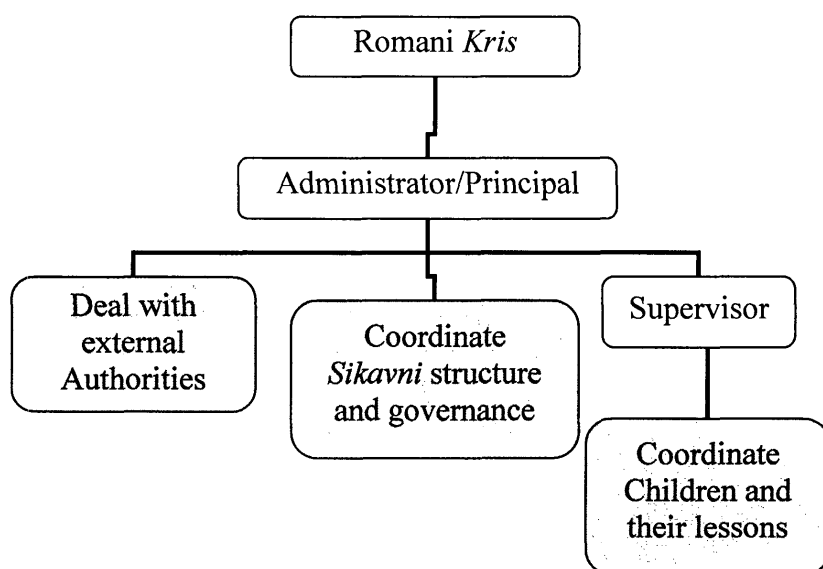 Romani Kris
Administrator/Principal
Deal with
external
Authorities
Coordinate
Sikavni structure
and governance
Supervisor
Coordinate
Children and
their lessons